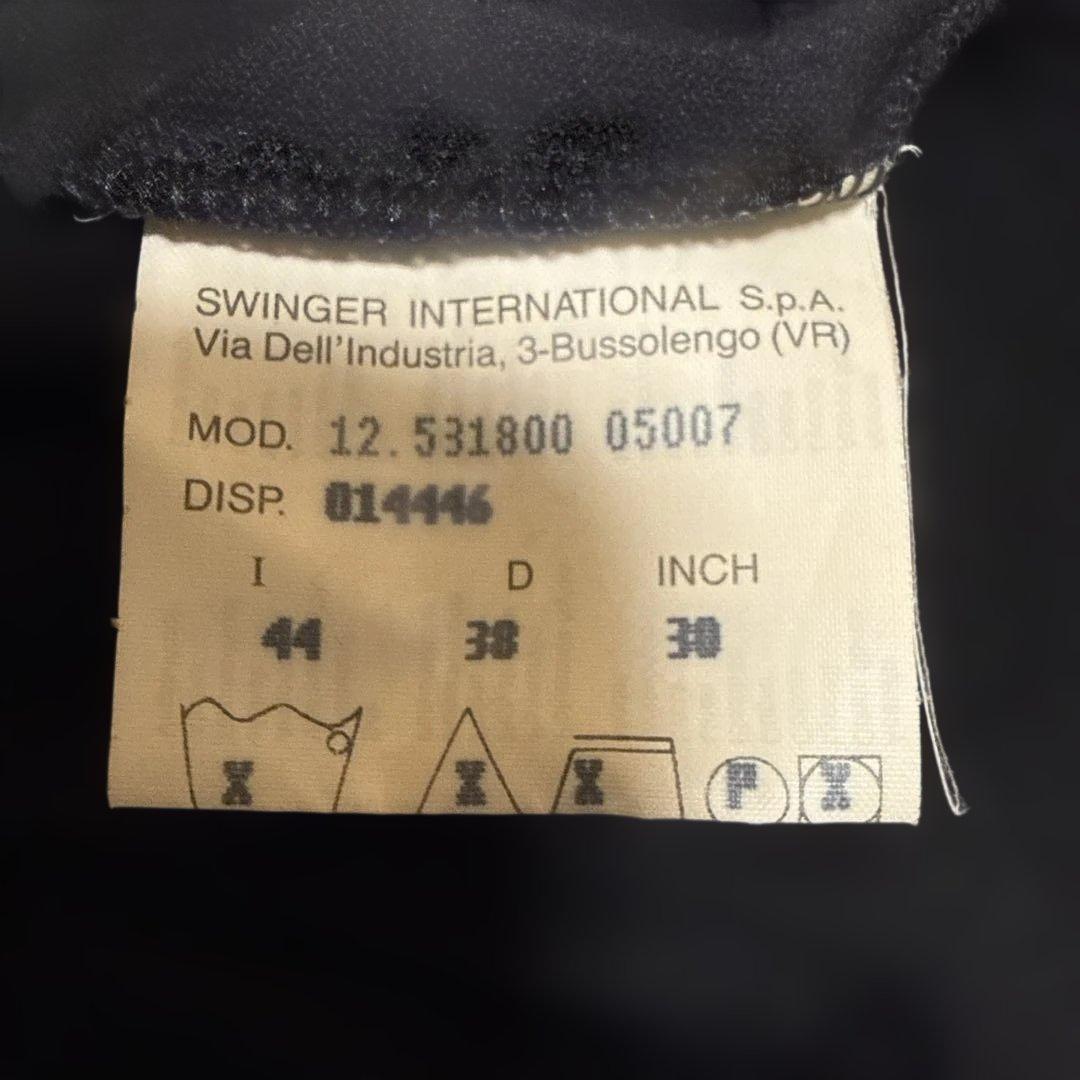 SWINGER INTERNATIONAL S.p.A.
Via Dell'Industria, 3-Bussolengo (VR)
MOD. 12.531800 05007
DISP. 014446
I D INCH
44 38 30
X X X P X